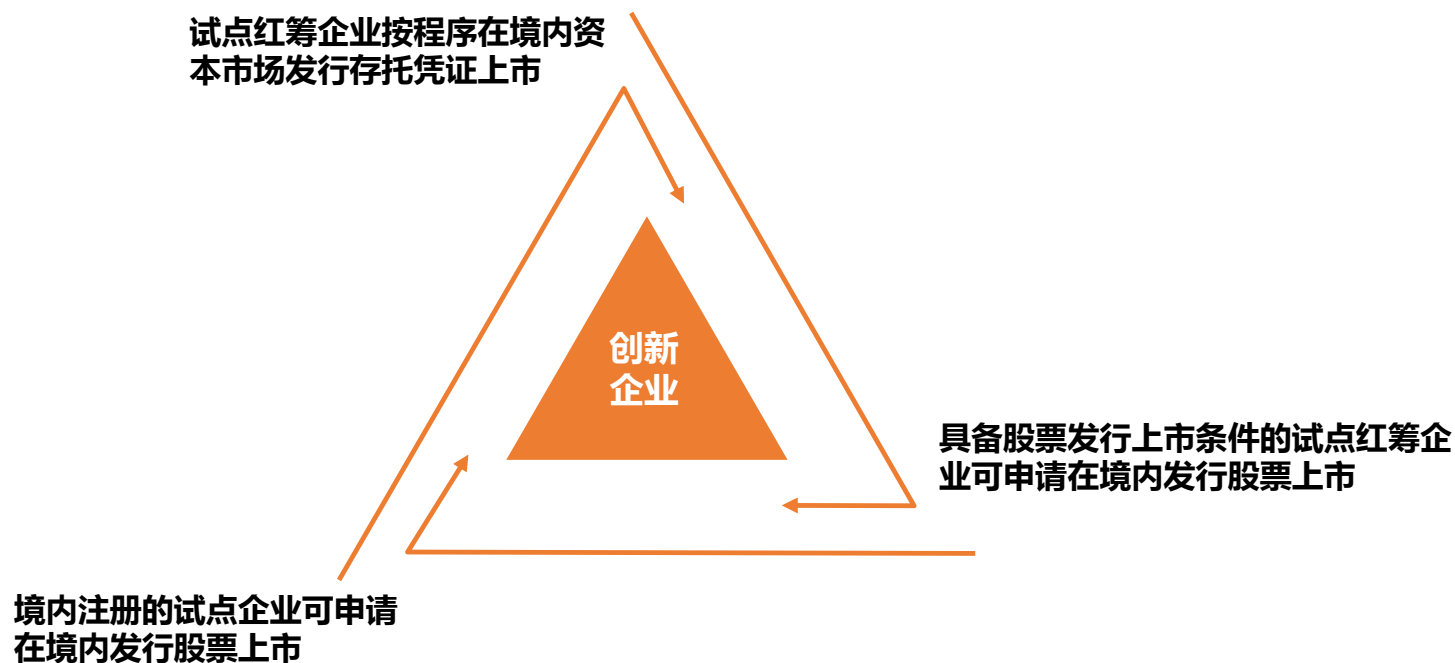 试点红筹企业按程序在境内资
本市场发行存托凭证上市
创新
企业
具备股票发行上市条件的试点红筹企
业可申请在境内发行股票上市
境内注册的试点企业可申请
在境内发行股票上市